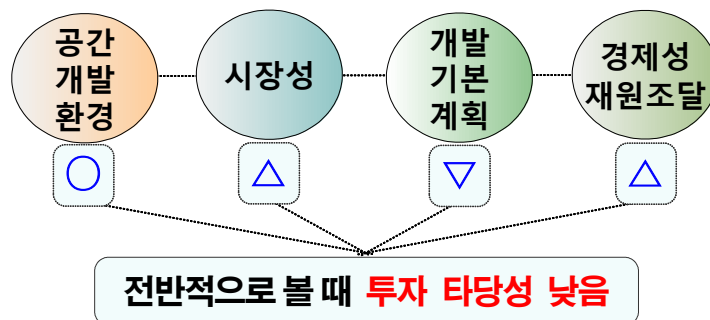 공간
개발
환경
시장성
개발
기본
계획
경제성
재원조달
○
△
▽
△
전반적으로 볼 때 투자 타당성 낮음